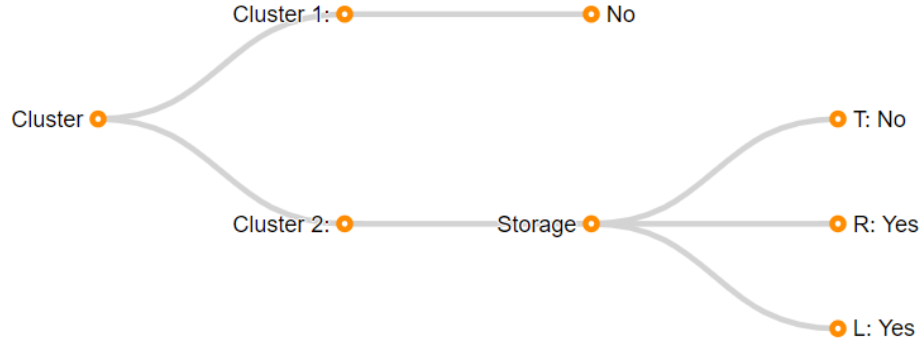 Cluster 1:
No
Cluster
T: No
Cluster 2:
Storage
R: Yes
L: Yes